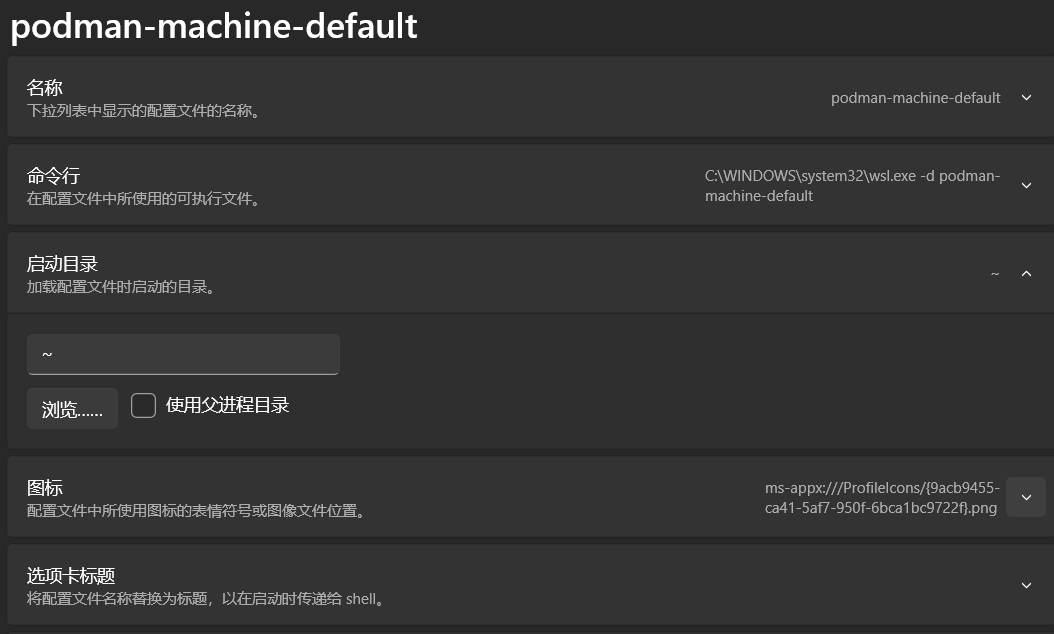 podman-machine-default
名称
下拉列表中显示的配置文件的名称。
podman-machine-default
命令行
在配置文件中所使用的可执行文件。
C:\WINDOWS\system32\wsl.exe -d podman-
machine-default
启动目录
加载配置文件时启动的目录。
~
~
浏览......
使用父进程目录
图标
配置文件中所使用图标的表情符号或图像文件位置。
ms-appx:///ProfileIcons/{9acb9455-
ca41-5af7-950f-6bca1bc9722f}.png
选项卡标题
将配置文件名称替换为标题，以在启动时传递给 shell。